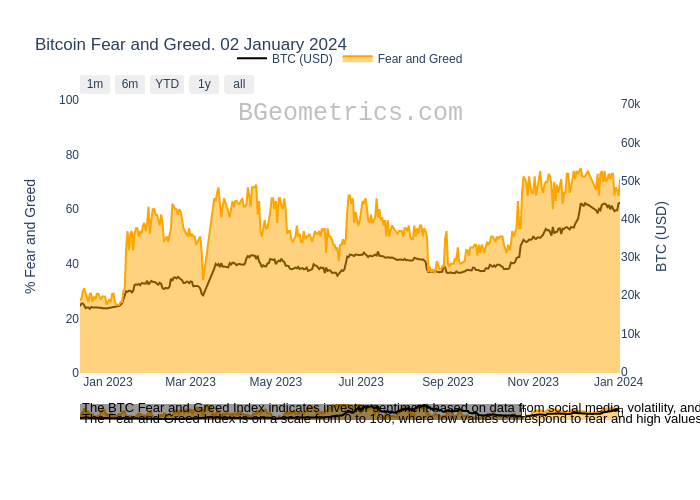 Bitcoin Fear and Greed. 02 January 2024
BTC (USD)
Fear and Greed
1m
6m
YTD
1y
all
BGeometrics.com
100
80
60
40
20
0
% Fear and Greed
70k
60k
50k
40k
30k
20k
10k
0
BTC (USD)
Jan 2023
Mar 2023
May 2023
Jul 2023
Sep 2023
Nov 2023
Jan 2024
The BTC Fear and Greed Index indicates investor sentiment based on data from social media, volatility, and
The Fear and Greed Index is on a scale from 0 to 100, where low values correspond to fear and high values